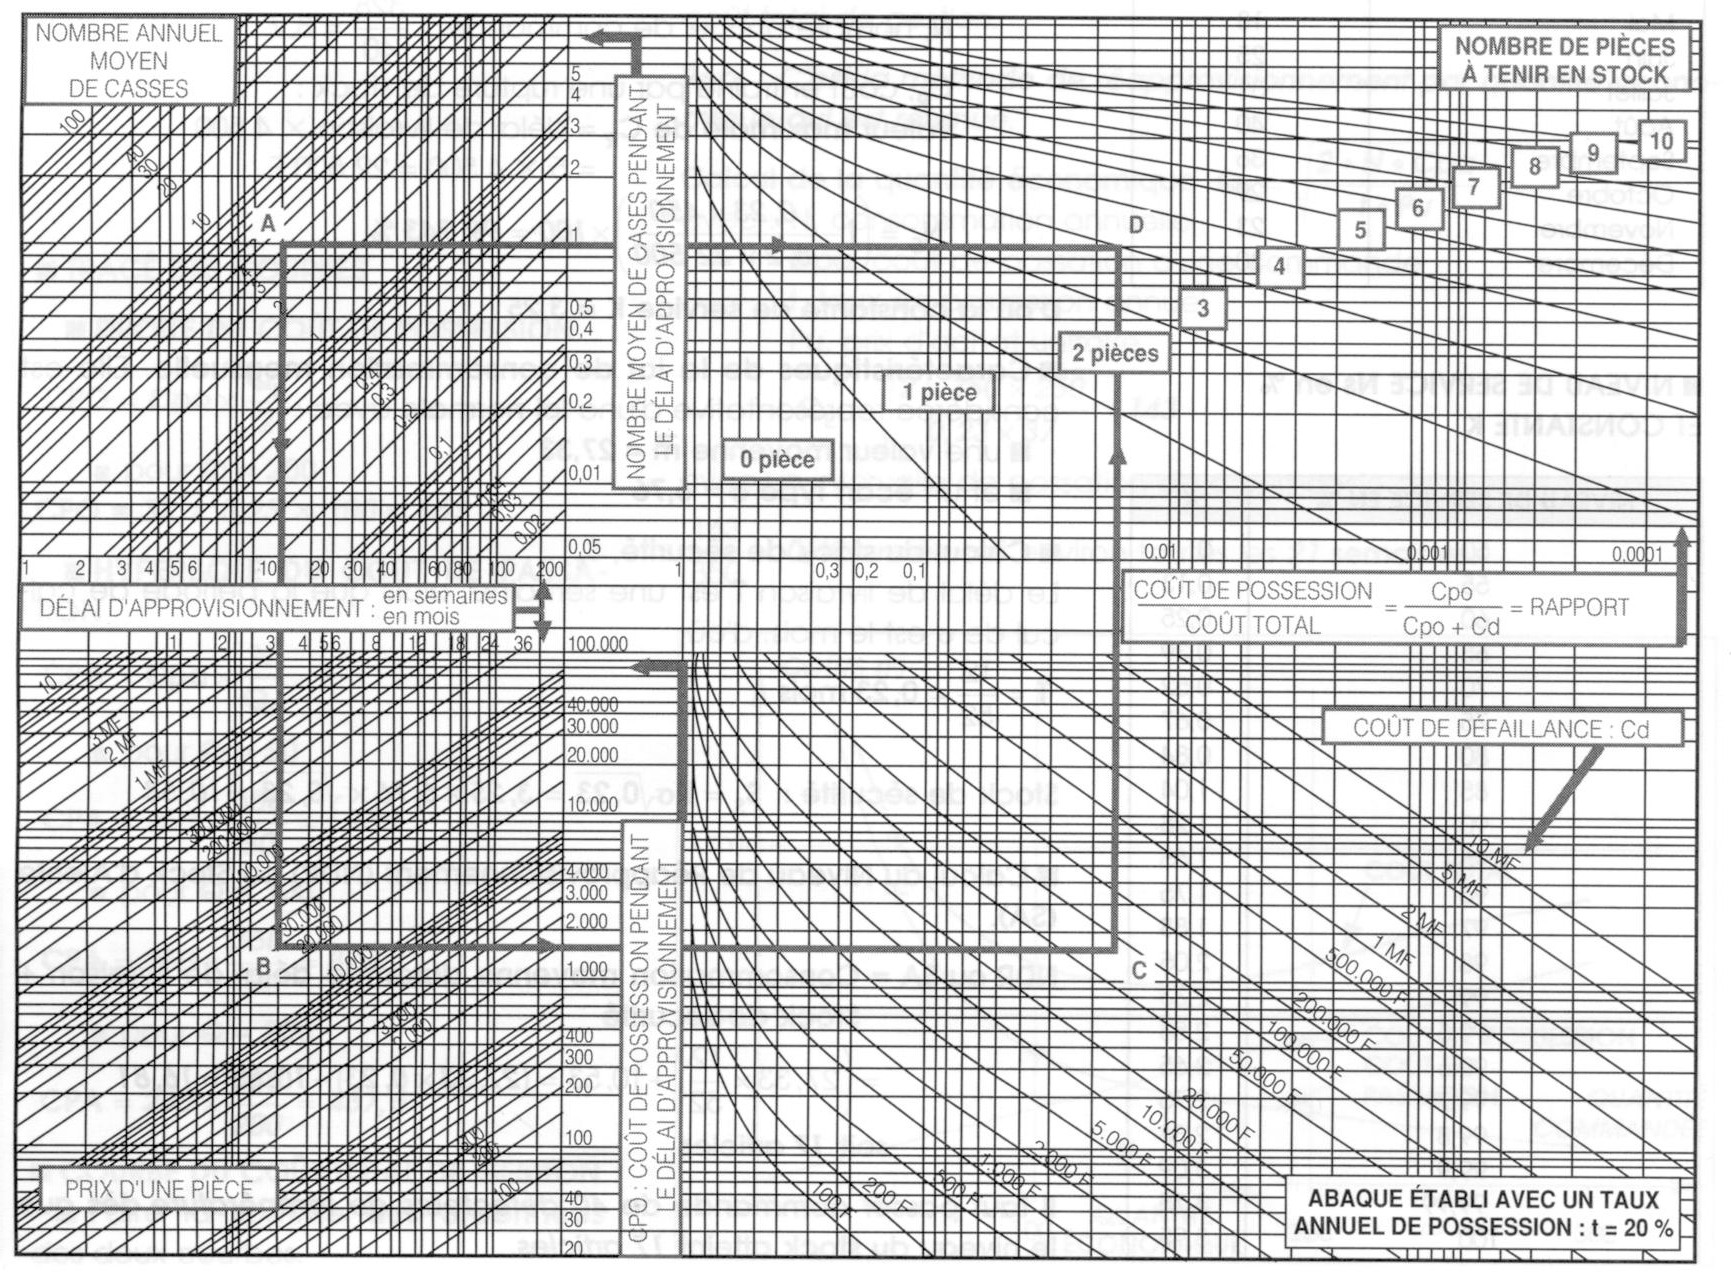 NOMBRE ANNUEL
MOYEN
DE CASSES
100
40
30
20
10
4
3
2
1
0,4
0,3
0,2
0,1
0,03
0,02
A
5
4
3
2
0,5
0,4
0,3
0,2
0,01
0,05
NOMBRE MOYEN DE CASES PENDANT
LE DÉLAI D'APPROVISIONNEMENT
NOMBRE DE PIÈCES
À TENIR EN STOCK
10
9
8
7
6
5
4
3
2 pièces
1 pièce
0 pièce
D
1 2 3 4 5 6 10 20 30 40 60 80 100 200
1 0,3 0,2 0,1 0,01 0,001 0,0001
DÉLAI D'APPROVISIONNEMENT : en semaines
en mois
1 2 3 4 5 6 8 12 18 24 36
COÛT DE POSSESSION
COÛT TOTAL
=
Cpo
Cpo + Cd
= RAPPORT
100.000
40.000
30.000
20.000
10.000
4.000
3.000
2.000
1.000
400
300
200
100
40
30
20
10
3 MF
2 MF
1 MF
200.000
100.000
30.000
20.000
10.000
2.000
200
100
B
CPO : COÛT DE POSSESSION PENDANT
LE DÉLAI D'APPROVISIONNEMENT
COÛT DE DÉFAILLANCE : Cd
10 MF
5 MF
2 MF
1 MF
500.000 F
200.000 F
100.000 F
50.000 F
20.000F
10.000 F
5.000 F
2.000 F
1.000 F
500 F
200 F
100 F
C
PRIX D'UNE PIÈCE
ABAQUE ÉTABLI AVEC UN TAUX
ANNUEL DE POSSESSION : t = 20 %